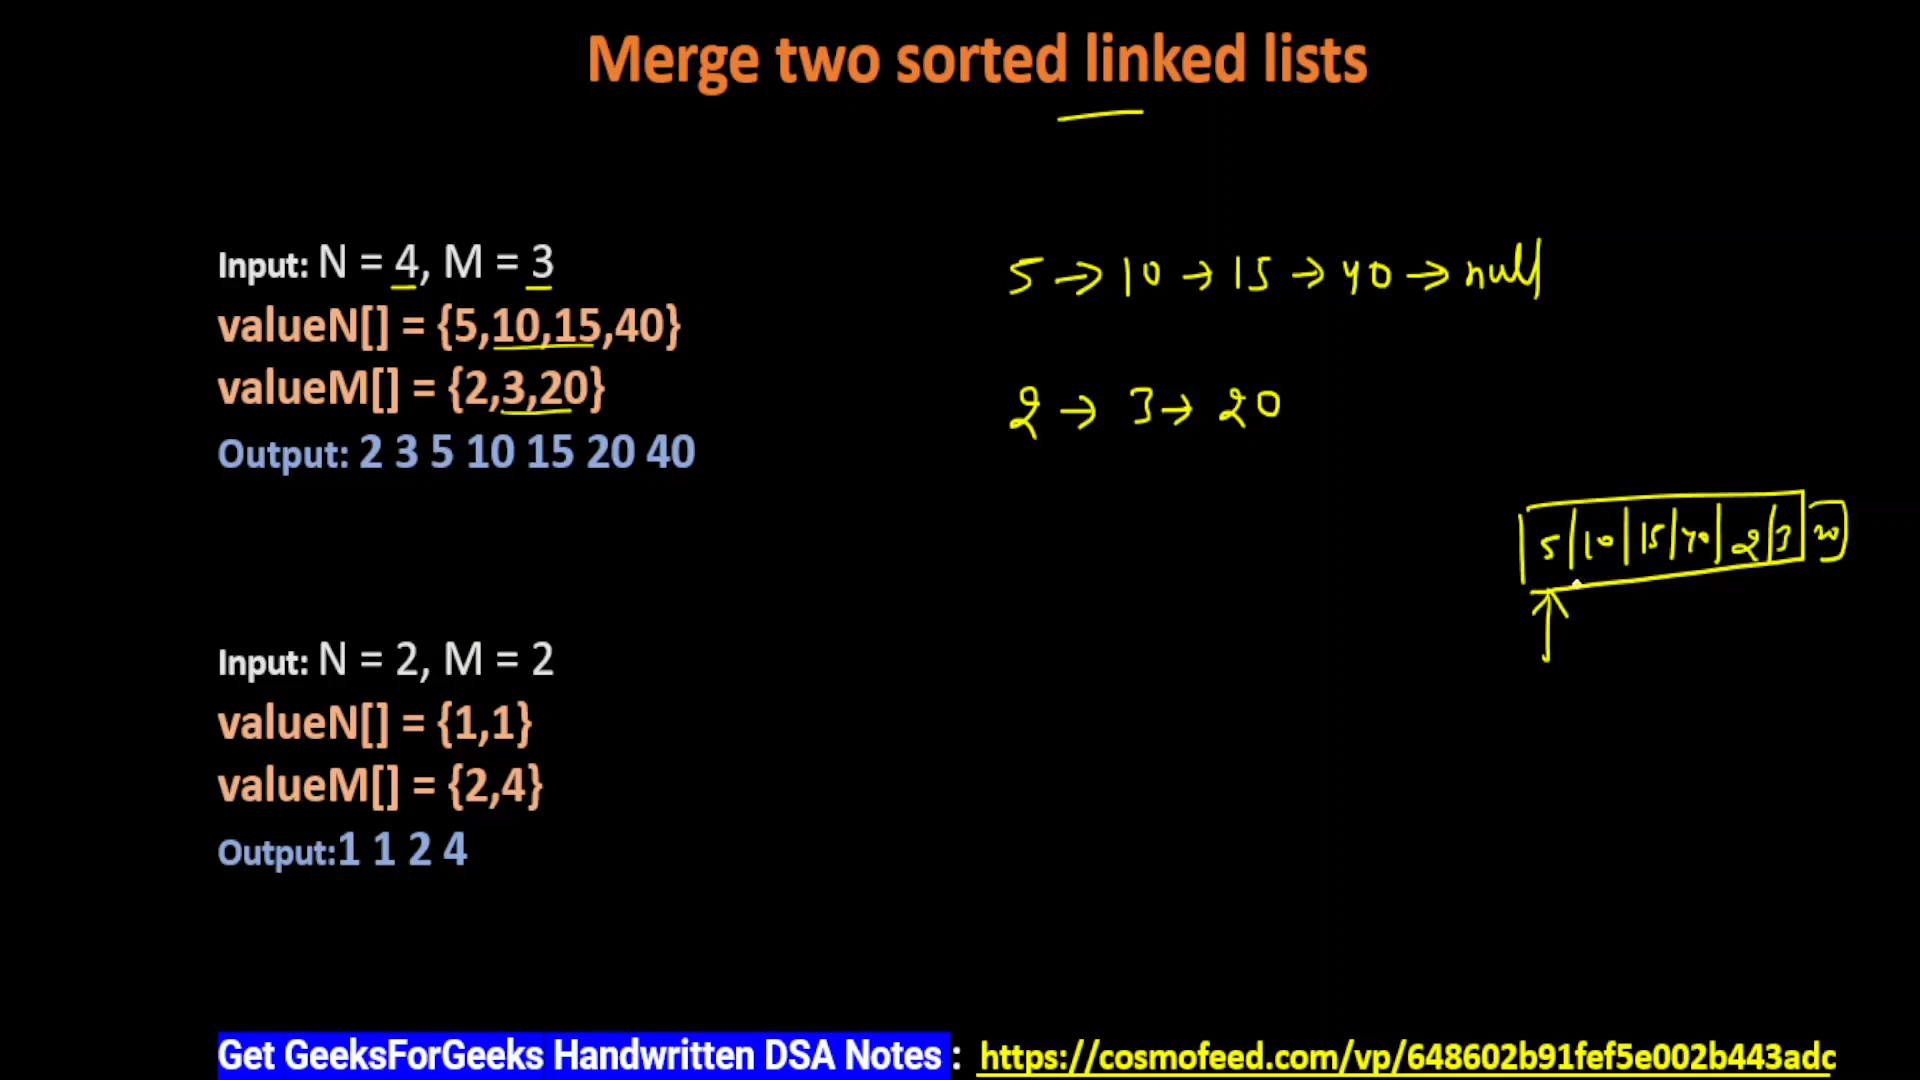 Merge two sorted linked lists
Input: N = 4, M = 3
valueN[] = {5,10,15,40}
valueM[] = {2,3,20}
Output: 2 3 5 10 15 20 40
5 → 10 → 15 → 40 → null
2 → 3 → 20
5 | 10 | 15 | 40 | 2 | 3 | 20
Input: N = 2, M = 2
valueN[] = {1,1}
valueM[] = {2,4}
Output:1 1 2 4
Get GeeksForGeeks Handwritten DSA Notes : https://cosmofeed.com/vp/648602b91fef5e002b443adc